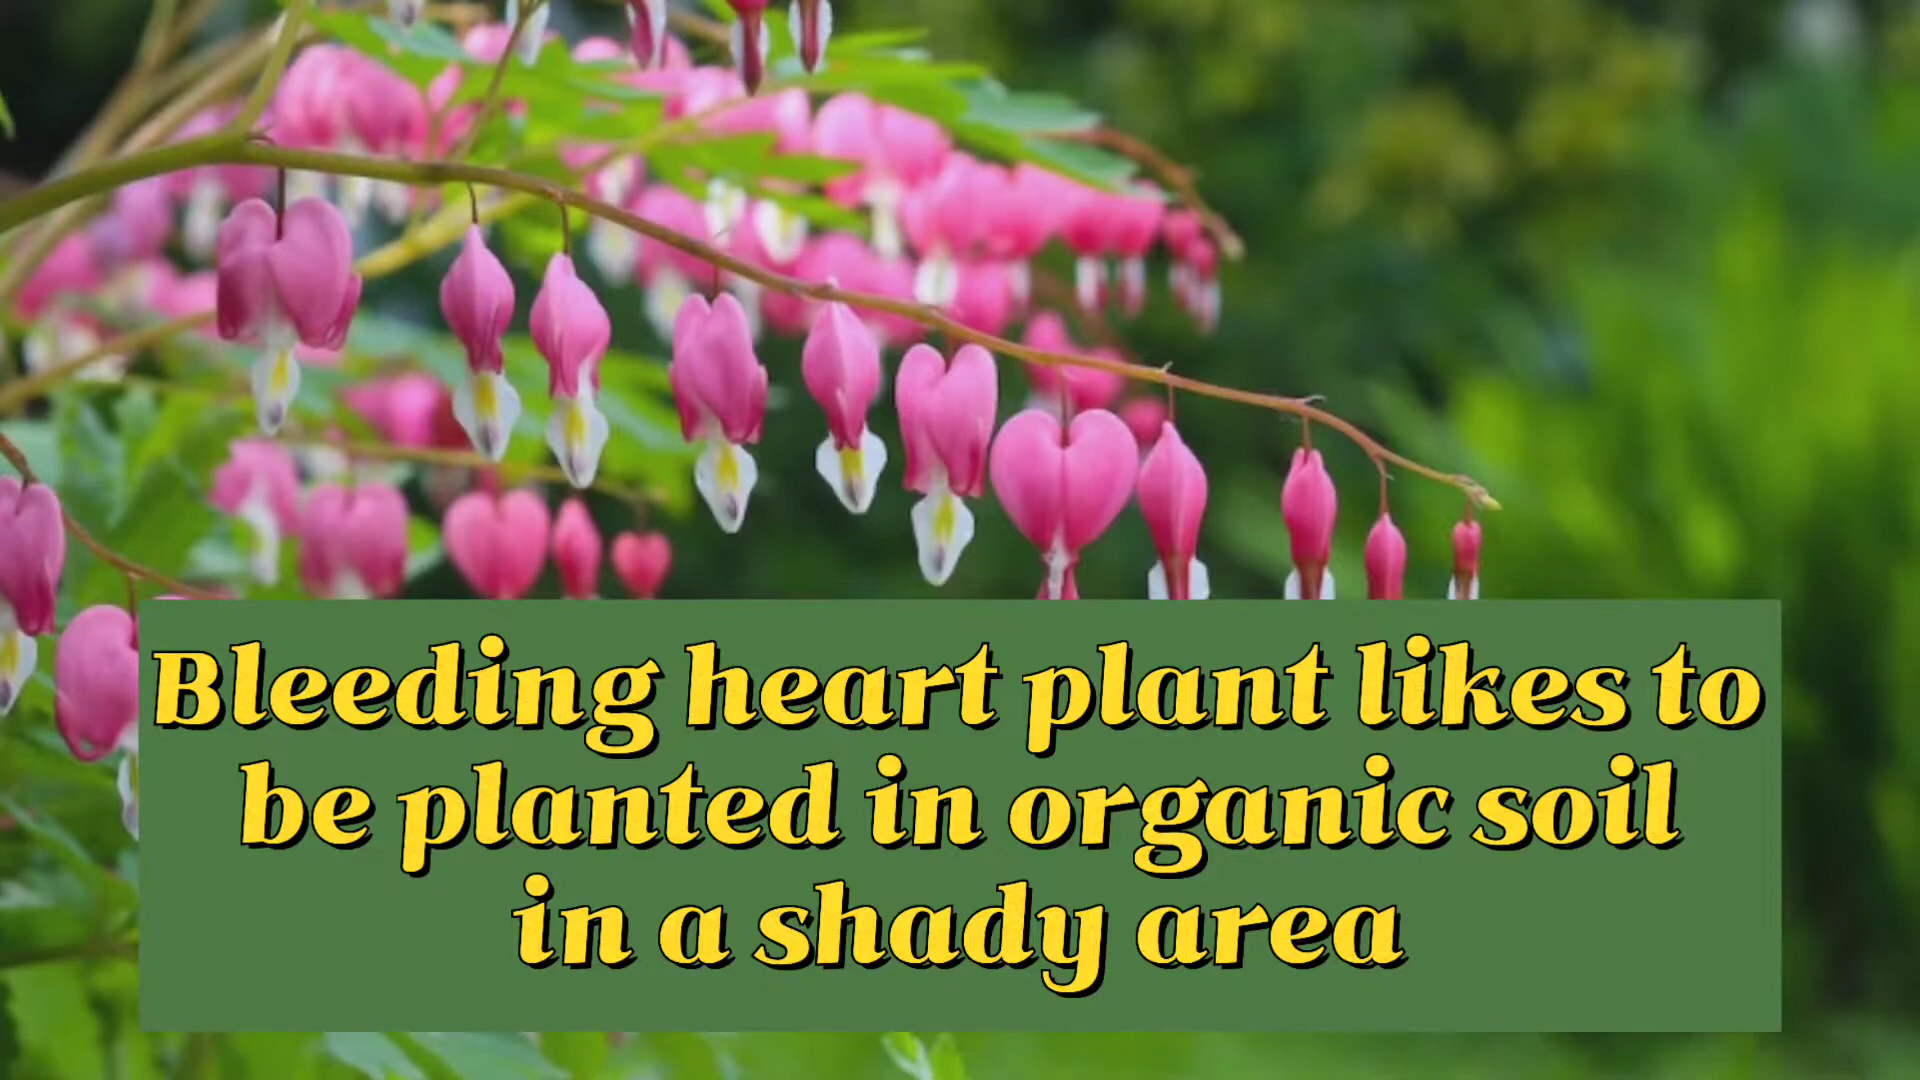 Bleeding heart plant likes to
be planted in organic soil
in a shady area